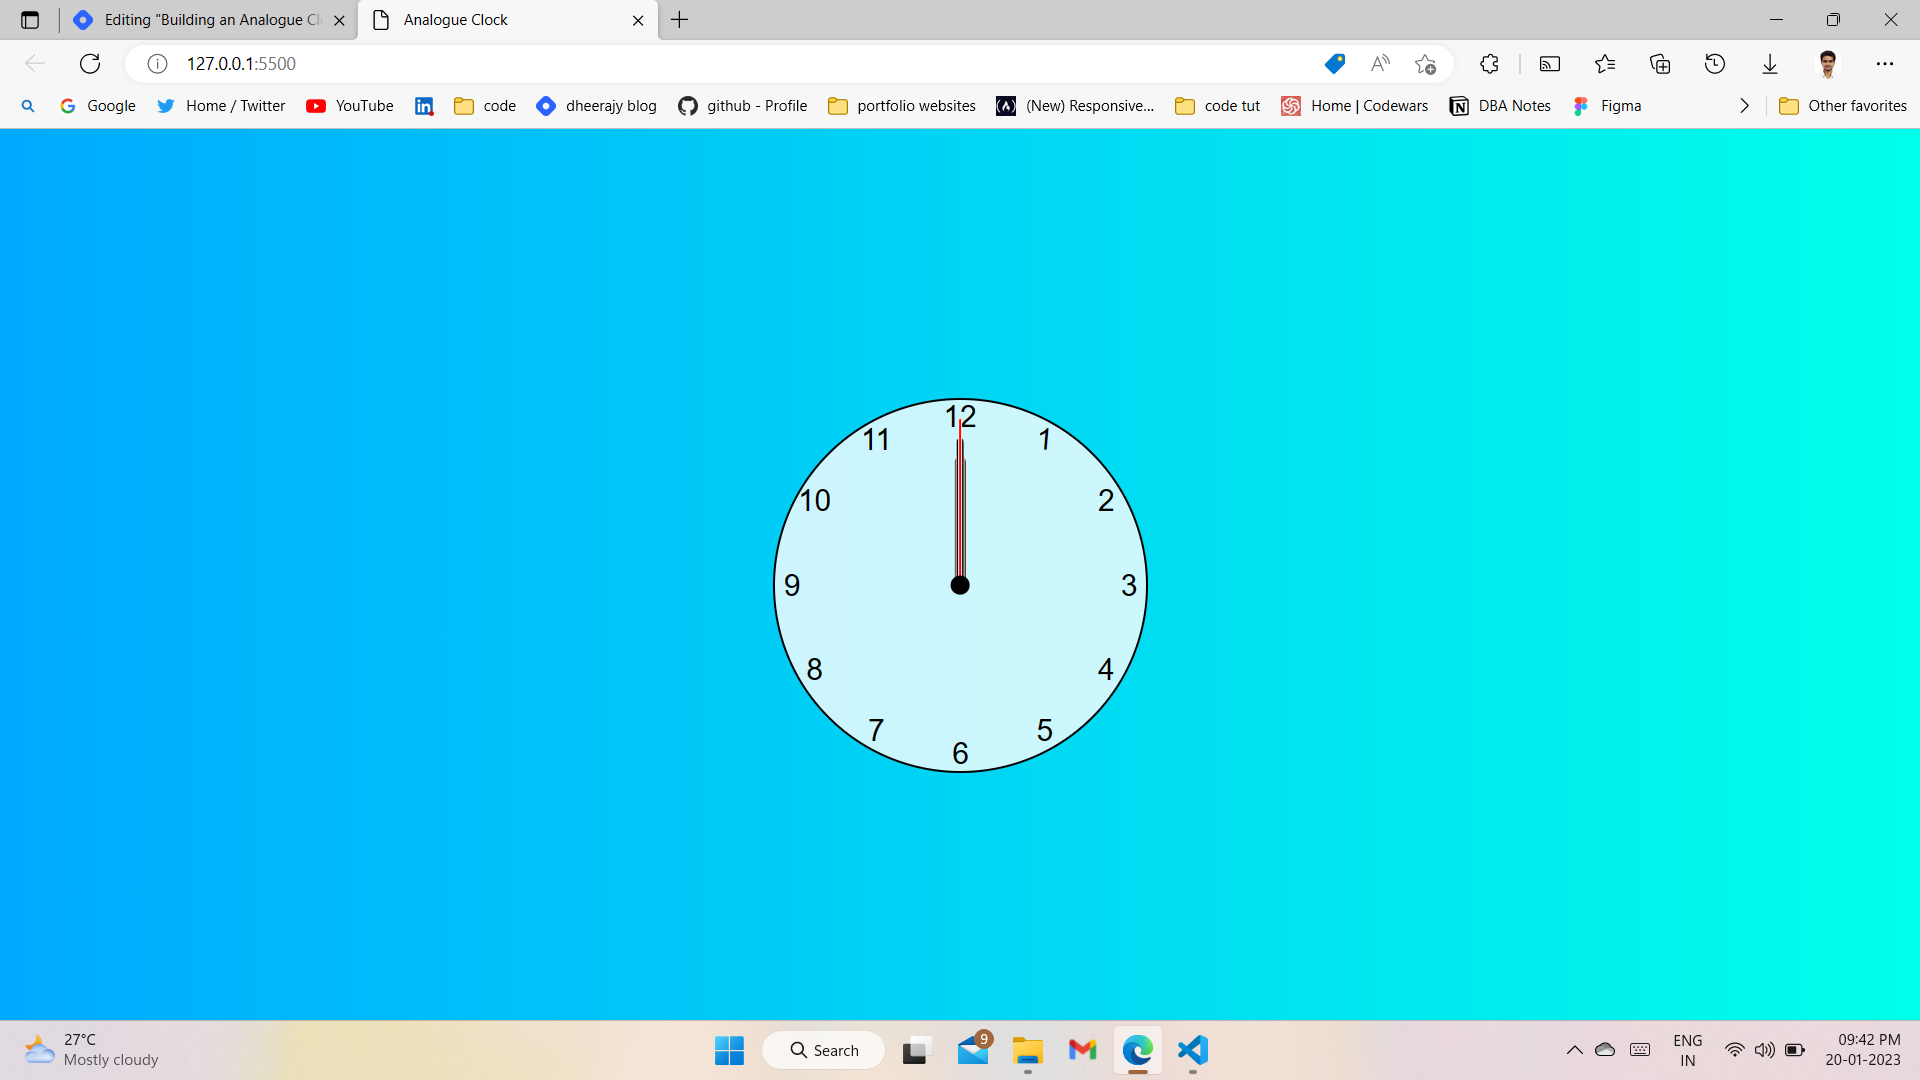 Editing "Building an Analogue Cl
Analogue Clock
127.0.0.1:5500
Google
Home / Twitter
YouTube
code
dheerajy blog
github - Profile
portfolio websites
(New) Responsive...
code tut
Home | Codewars
DBA Notes
Figma
Other favorites
12
11
1
10
2
9
3
8
4
7
5
6
27°C
Mostly cloudy
Search
9
ENG
IN
09:42 PM
20-01-2023